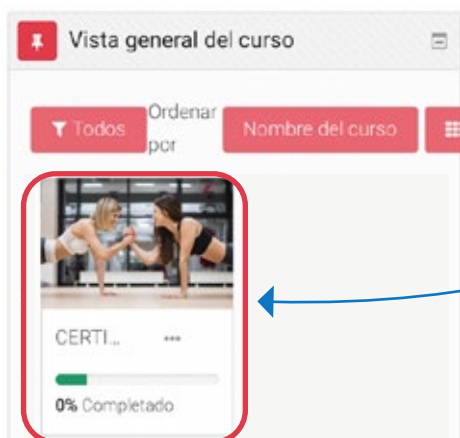 Vista general del curso
Todos
Ordenar
por
Nombre del curso
CERTI...
0% Completado